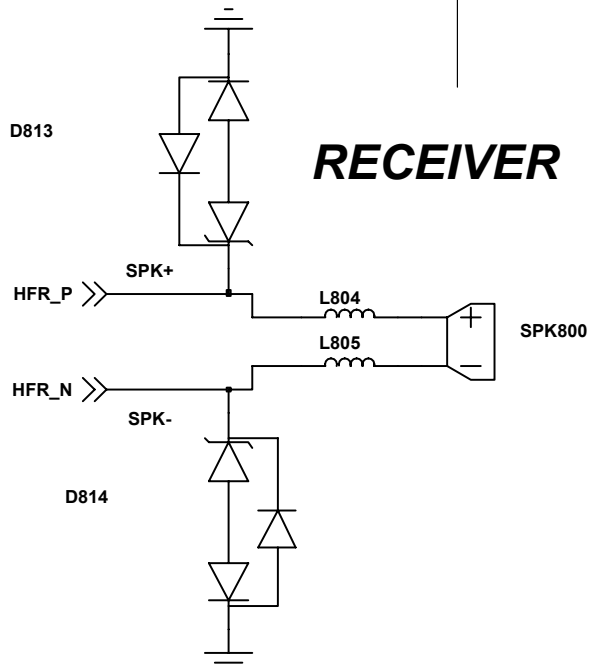 D813
RECEIVER
SPK+
HFR_P
L804
SPK800
L805
HFR_N
SPK-
D814